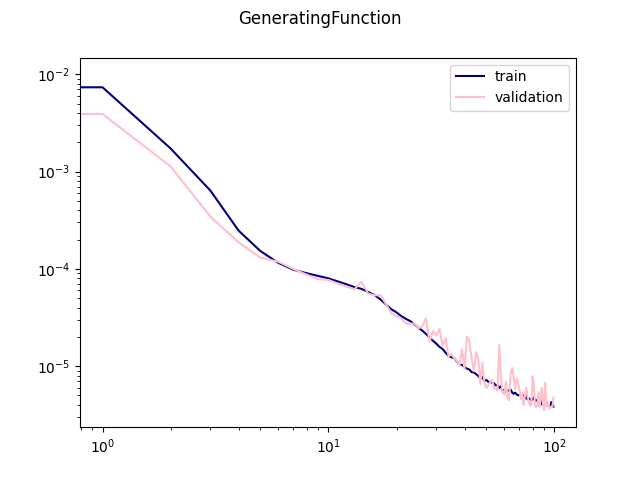 GeneratingFunction
train
validation
10⁻²
10⁻³
10⁻⁴
10⁻⁵
10⁰ 10¹ 10²